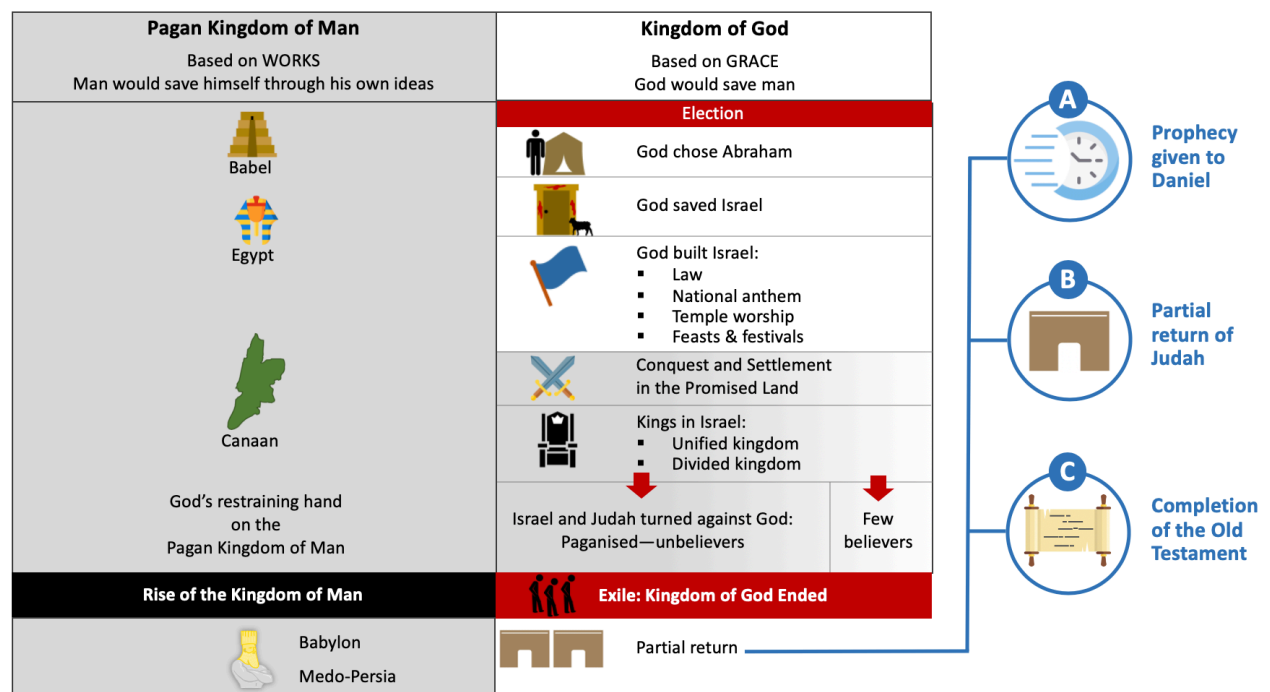 Pagan Kingdom of Man
Based on WORKS
Man would save himself through his own ideas
Kingdom of God
Based on GRACE
God would save man
Babel
Egypt
Canaan
God's restraining hand
on the
Pagan Kingdom of Man
Election
God chose Abraham
God saved Israel
God built Israel:
▪ Law
▪ National anthem
▪ Temple worship
▪ Feasts & festivals
Conquest and Settlement
in the Promised Land
Kings in Israel:
▪ Unified kingdom
▪ Divided kingdom
Israel and Judah turned against God:
Paganised—unbelievers
Few
believers
Rise of the Kingdom of Man
Exile: Kingdom of God Ended
Babylon
Medo-Persia
Partial return
A
Prophecy
given to
Daniel
B
Partial
return of
Judah
C
Completion
of the Old
Testament